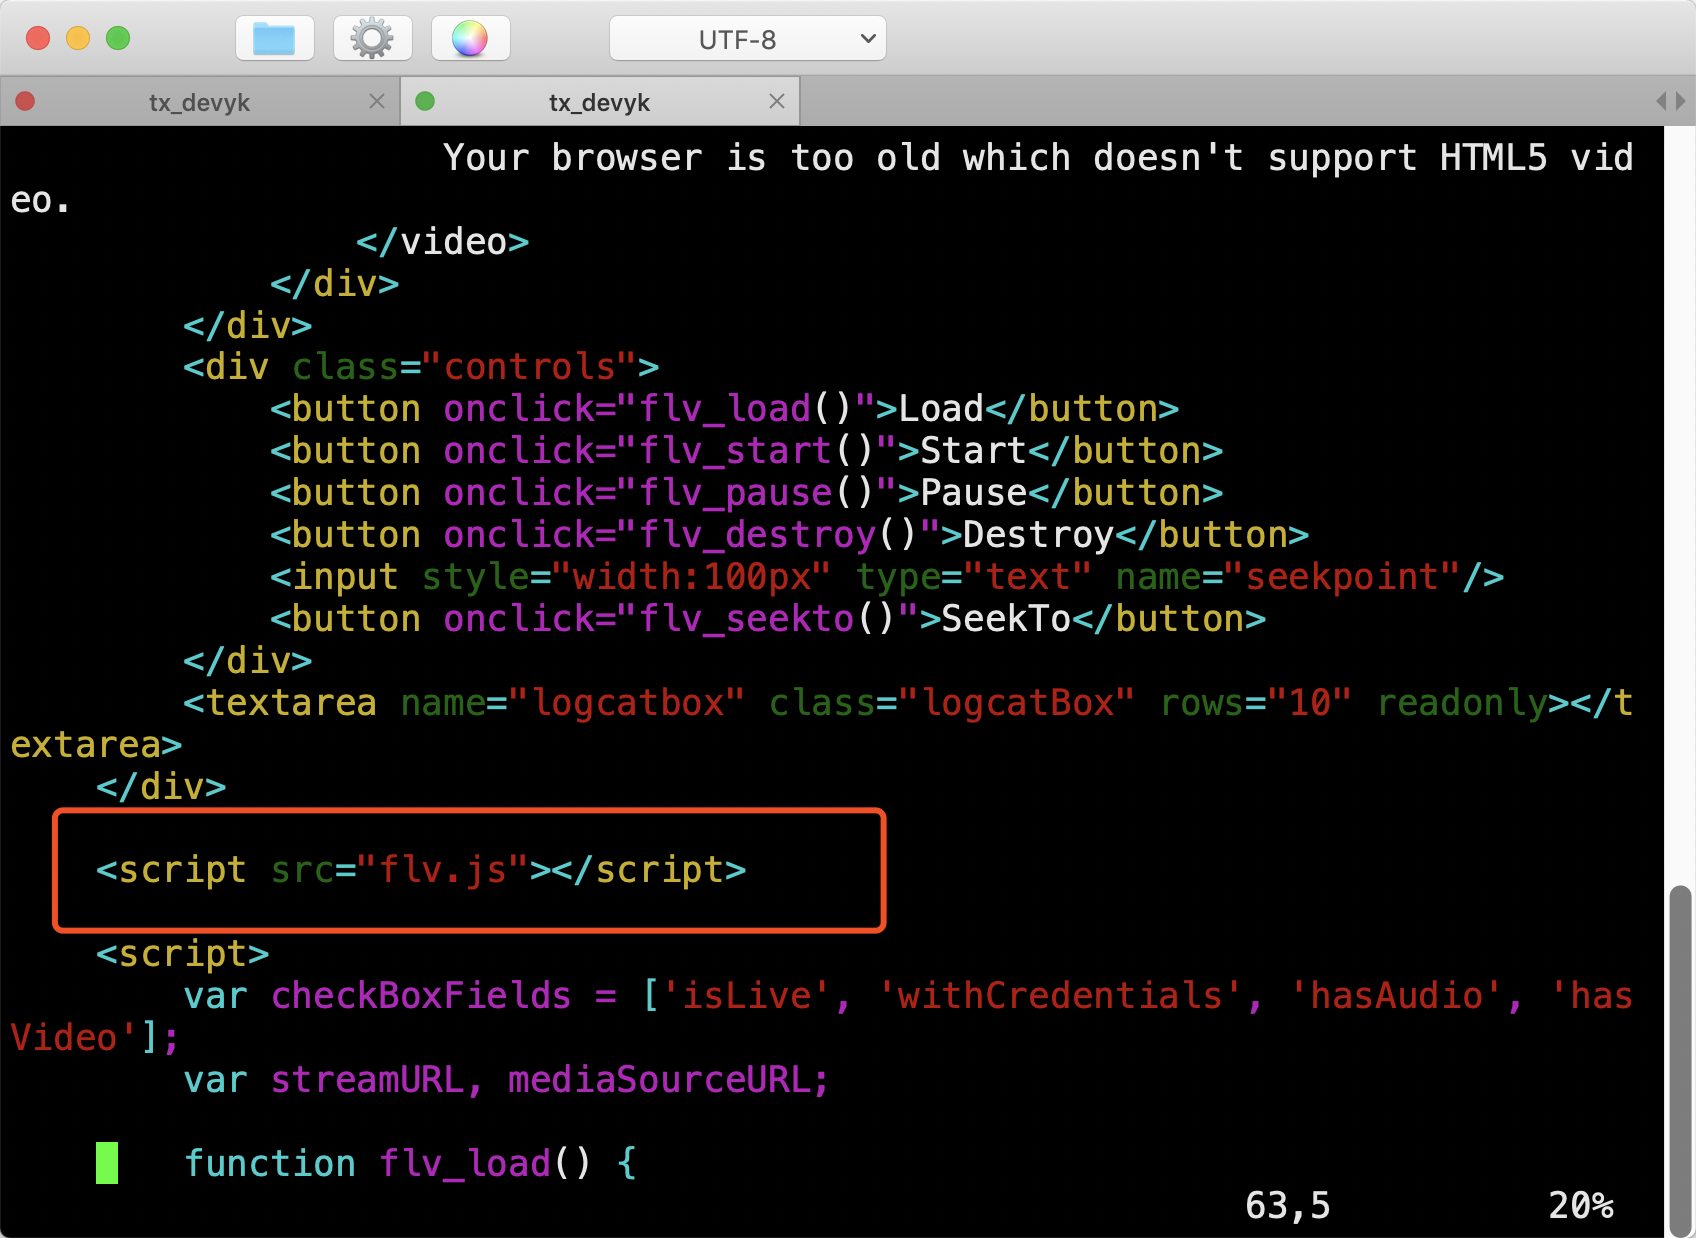 UTF-8
tx_devyk
tx_devyk
Your browser is too old which doesn't support HTML5 vid
eo.
</video>
</div>
</div>
<div class="controls">
<button onclick="flv_load()">Load</button>
<button onclick="flv_start()">Start</button>
<button onclick="flv_pause()">Pause</button>
<button onclick="flv_destroy()">Destroy</button>
<input style="width:100px" type="text" name="seekpoint"/>
<button onclick="flv_seekto()">SeekTo</button>
</div>
<textarea name="logcatbox" class="logcatBox" rows="10" readonly></t
extarea>
</div>
<script src="flv.js"></script>
<script>
var checkBoxFields = ['isLive', 'withCredentials', 'hasAudio', 'has
Video'];
var streamURL, mediaSourceURL;
function flv_load() {
63,5 20%